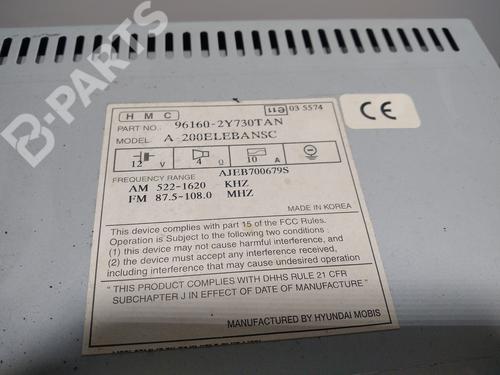 B-PARTS
HMC
e11 03 5574
PART NO.: 96160-2Y730TAN
MODEL: A-200ELEBANSC
CE
12 V
4 Ω
10 A
AJEB700679S
FREQUENCY RANGE
AM 522-1620 KHZ
FM 87.5-108.0 MHZ
MADE IN KOREA
This device complies with part 15 of the FCC Rules.
Operation is Subject to the following two conditions
(1) this device may not cause harmful interference, and
(2) the device must accept any interference received,
including interference that may cause undesired operation
"THIS PRODUCT COMPLIES WITH DHHS RULE 21 CFR
SUBCHAPTER J IN EFFECT OF DATE OF MANUFACTURE"
MANUFACTURED BY HYUNDAI MOBIS